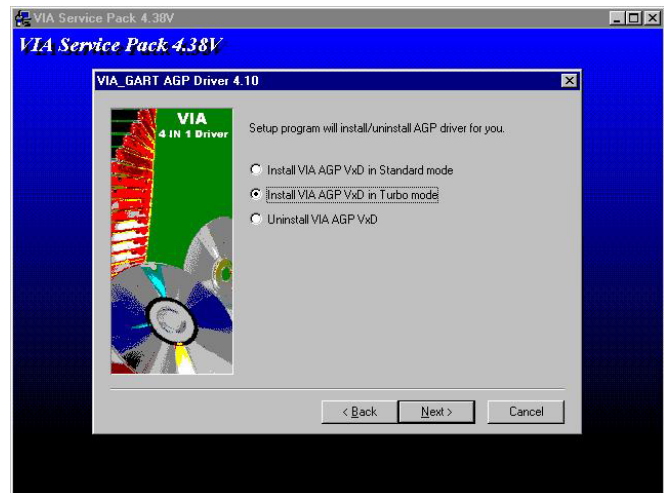 VIA Service Pack 4.38V
VIA Service Pack 4.38V
VIA_GART AGP Driver 4.10
VIA
4 IN 1 Driver
Setup program will install/uninstall AGP driver for you.
Install VIA AGP VxD in Standard mode
Install VIA AGP VxD in Turbo mode
Uninstall VIA AGP VxD
< Back
Next >
Cancel